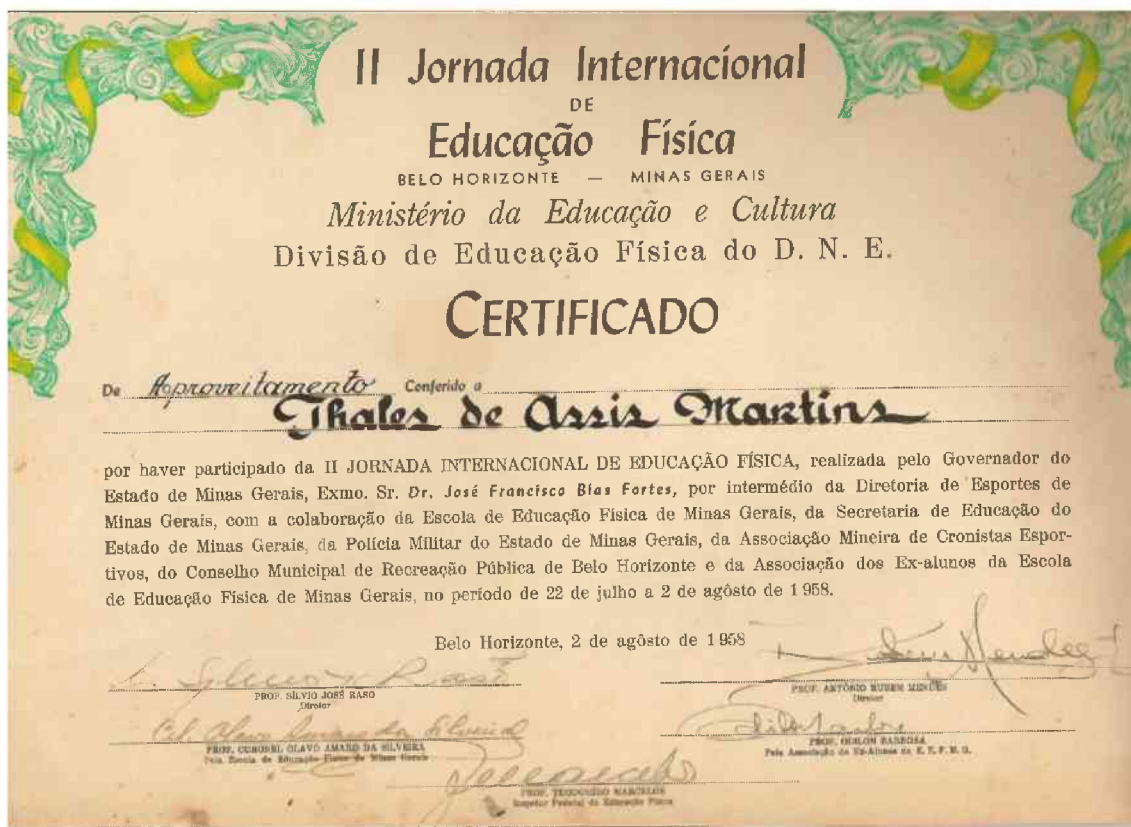 II Jornada Internacional
DE
Educação Física
BELO HORIZONTE — MINAS GERAIS
Ministério da Educação e Cultura
Divisão de Educação Física do D. N. E.
CERTIFICADO
De Aproveitamento Conferido a
Thales de Assis Martins
por haver participado da II JORNADA INTERNACIONAL DE EDUCAÇÃO FÍSICA, realizada pelo Governador do
Estado de Minas Gerais, Exmo. Sr. Dr. José Francisco Bias Fortes, por intermédio da Diretoria de Esportes de
Minas Gerais, com a colaboração da Escola de Educação Física de Minas Gerais, da Secretaria de Educação do
Estado de Minas Gerais, da Polícia Militar do Estado de Minas Gerais, da Associação Mineira de Cronistas Espor-
tivos, do Conselho Municipal de Recreação Pública de Belo Horizonte e da Associação dos Ex-alunos da Escola
de Educação Física de Minas Gerais, no período de 22 de julho a 2 de agôsto de 1958.
Belo Horizonte, 2 de agôsto de 1958
PROF. SÍLVIO JOSÉ RASO
Diretor
PROF. ANTÔNIO RUBEM MENDES
Diretor
Cel. Olavo Amaro da Silveira
PROF. CORONEL OLAVO AMARO DA SILVEIRA
Pela Escola de Educação Física de Minas Gerais
PROF. ODILON BARBOSA
Pela Associação de Ex-Alunos da E. E. F. M. G.
PROF. MARCELOS
Inspetor Federal de Educação Física